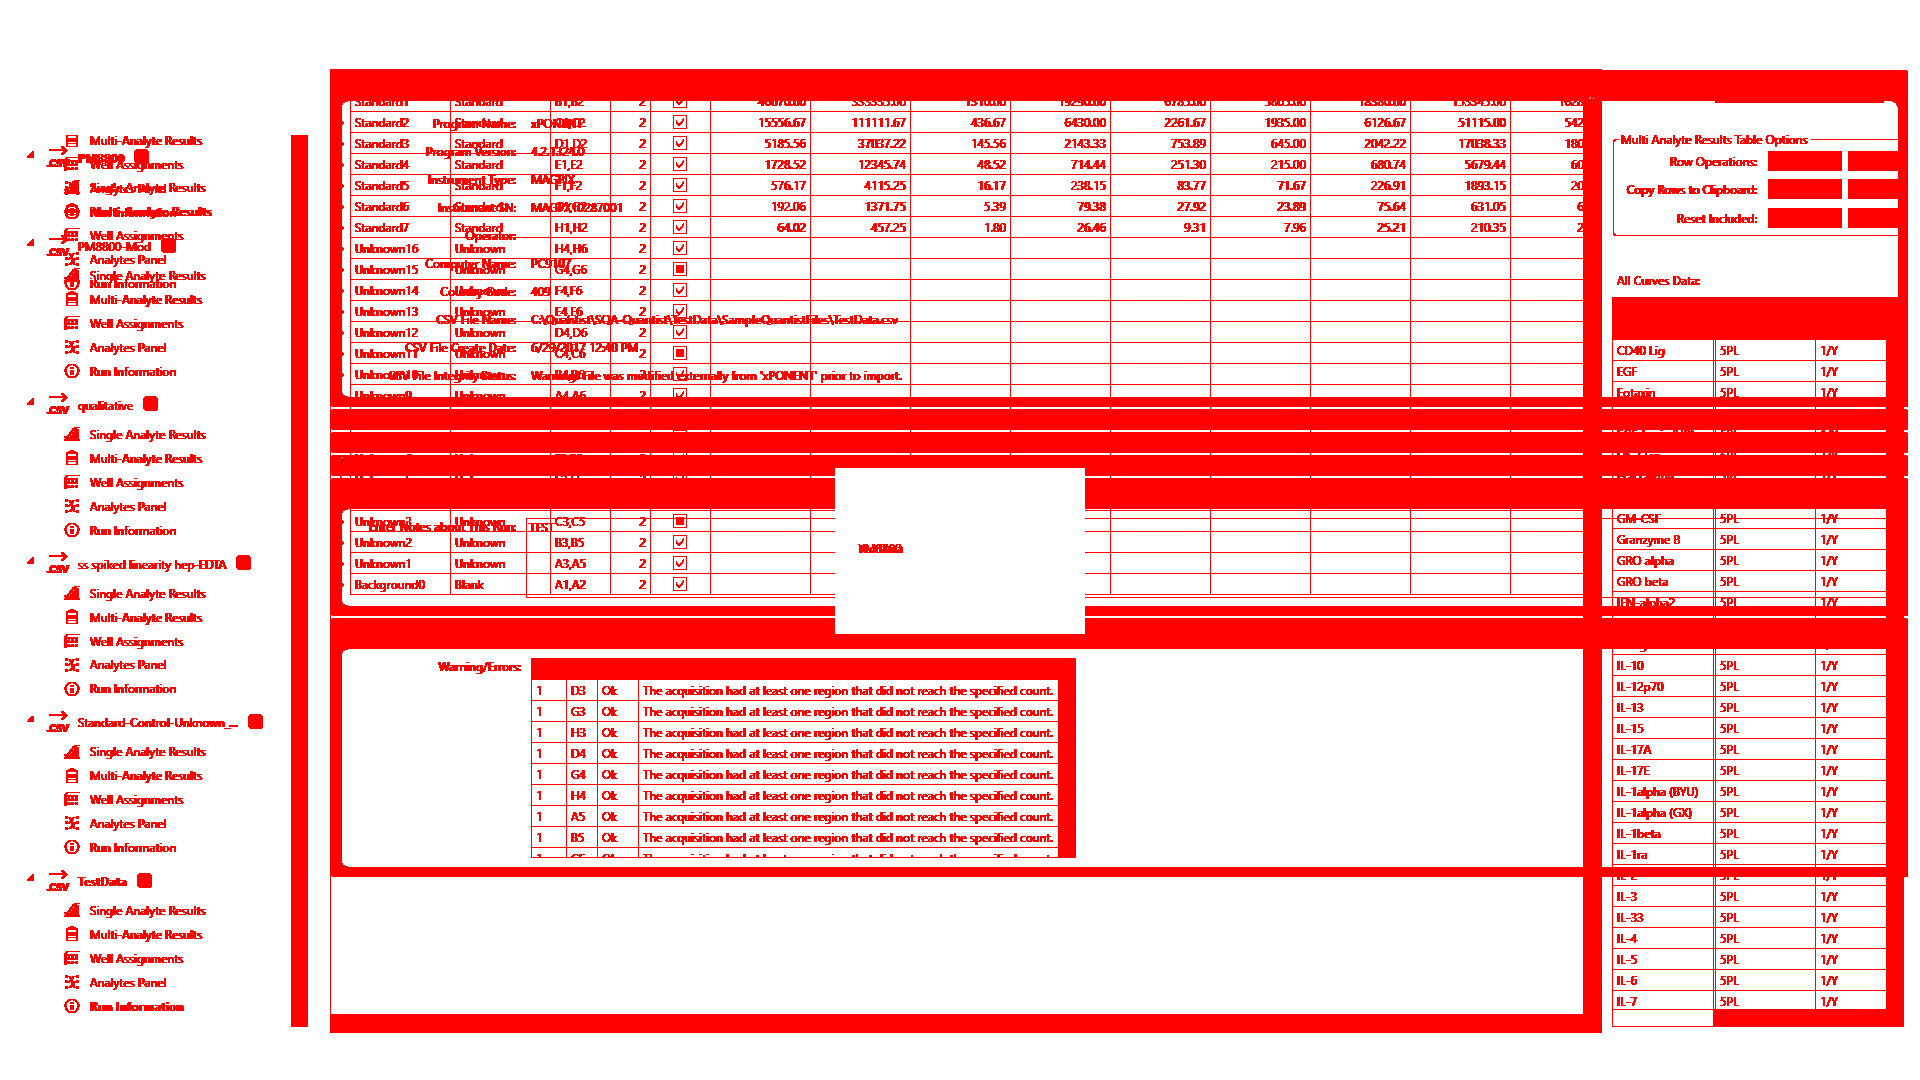 Multi-Analyte Results
PM8800
Well Assignments
Single Analyte Results
Well Assignments
PM8800-Mod
Analytes Panel
Single Analyte Results
Run Information
Multi-Analyte Results
Well Assignments
Analytes Panel
Run Information
.CSV qualitative
Single Analyte Results
Multi-Analyte Results
Well Assignments
Analytes Panel
Run Information
.CSV ss spiked linearity hep-EDTA
Single Analyte Results
Multi-Analyte Results
Well Assignments
Analytes Panel
Run Information
.CSV Standard-Control-Unknown_...
Single Analyte Results
Multi-Analyte Results
Well Assignments
Analytes Panel
Run Information
.CSV TestData
Single Analyte Results
Multi-Analyte Results
Well Assignments
Analytes Panel
Run Information
Standard1 Standard B1,B2 2
Standard2 Program Name: xPONENT 2 15556.67 111111.67 436.67 6430.00 2261.67 1935.00 6126.67 51115.00 542
Standard3 Standard D1,D2 2 5185.56 37037.22 145.56 2143.33 753.89 645.00 2042.22 17038.33 180
Program Version:
Standard4 Standard E1,E2 2 1728.52 12345.74 48.52 714.44 251.30 215.00 680.74 5679.44 60
Instrument Type: MAGPIX
Standard5 Standard F1,F2 2 576.17 4115.25 16.17 238.15 83.77 71.67 226.91 1893.15 20
Standard6 2 192.06 1371.75 5.39 79.38 27.92 23.89 75.64 631.05 6
Instrument SN:
Standard7 Standard H1,H2 2 64.02 457.25 1.80 26.46 9.31 7.96 25.21 210.35 2
Operator:
Unknown16 Unknown H4,H6 2
Unknown15 Unknown G4,G6 2
Computer Name: PC9107
Unknown14 Unknown F4,F6 2
Country Code: 409
Unknown13 Unknown E4,E6 2
CSV File Name: C:\Quantist\SQA-Quantist\TestData\SampleQuantistFiles\TestData.csv
Unknown12 Unknown D4,D6 2
CSV File Create Date: 6/29/2017 12:40 PM
Unknown11 C4,C6 2
CSV File Integrity Status: Warning! File was modified externally from 'xPONENT' prior to import.
Unknown9 Unknown A4,A6
Unknown3 Unknown C3,C5 2
Enter Notes about This Run: TEST
Unknown2 Unknown B3,B5 2
Unknown1 Unknown A3,A5 2
Background0 Blank A1,A2 2
Warning/Errors:
1 D3 Ok The acquisition had at least one region that did not reach the specified count.
1 G3 Ok The acquisition had at least one region that did not reach the specified count.
1 H3 Ok The acquisition had at least one region that did not reach the specified count.
1 D4 Ok The acquisition had at least one region that did not reach the specified count.
1 G4 Ok The acquisition had at least one region that did not reach the specified count.
1 H4 Ok The acquisition had at least one region that did not reach the specified count.
1 A5 Ok The acquisition had at least one region that did not reach the specified count.
1 B5 Ok The acquisition had at least one region that did not reach the specified count.
Multi Analyte Results Table Options
Row Operations:
Copy Rows to Clipboard:
Reset Included:
All Curves Data:
CD40 Lig 5PL 1/Y
EGF 5PL 1/Y
Eotaxin 5PL 1/Y
GM-CSF 5PL 1/Y
Granzyme B 5PL 1/Y
GRO alpha 5PL 1/Y
GRO beta 5PL 1/Y
IFN-alpha2 5PL 1/Y
IL-10 5PL 1/Y
IL-12p70 5PL 1/Y
IL-13 5PL 1/Y
IL-15 5PL 1/Y
IL-17A 5PL 1/Y
IL-17E 5PL 1/Y
IL-1alpha (BYU) 5PL 1/Y
IL-1alpha (GX) 5PL 1/Y
IL-1beta 5PL 1/Y
IL-1ra 5PL 1/Y
IL-3 5PL 1/Y
IL-33 5PL 1/Y
IL-4 5PL 1/Y
IL-5 5PL 1/Y
IL-6 5PL 1/Y
IL-7 5PL 1/Y